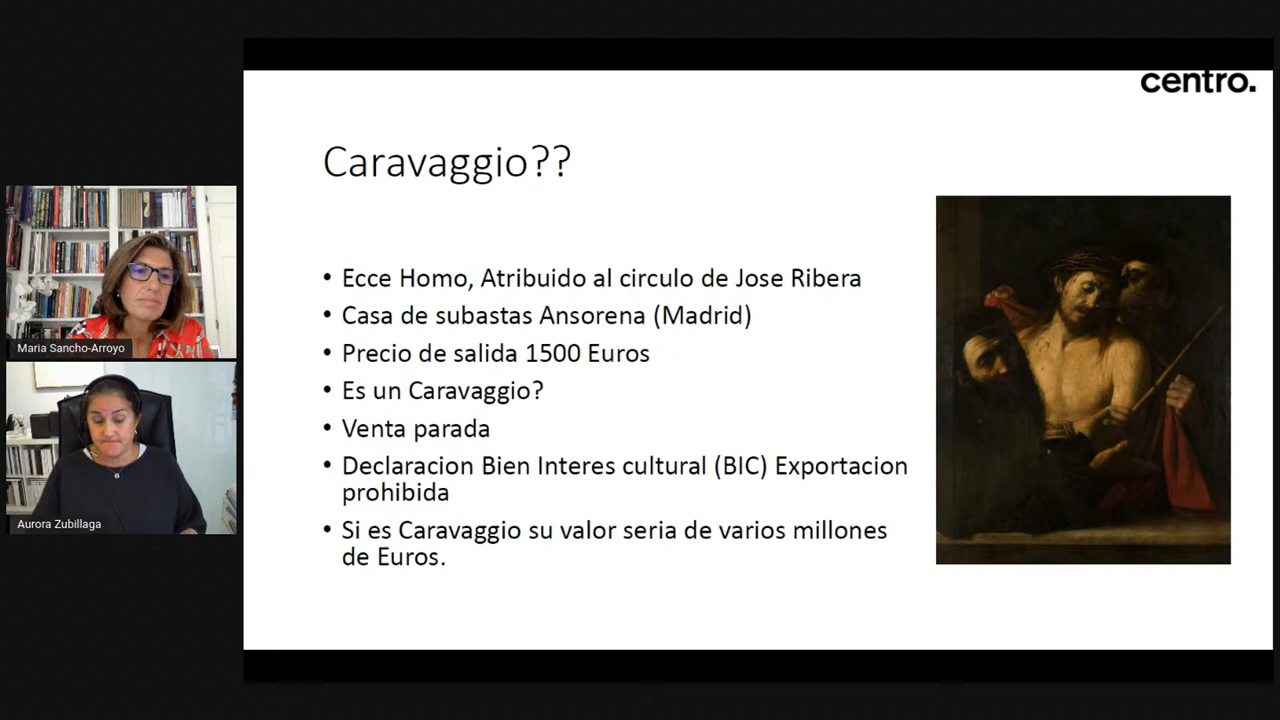 centro.
Caravaggio??
• Ecce Homo, Atribuido al circulo de Jose Ribera
• Casa de subastas Ansorena (Madrid)
• Precio de salida 1500 Euros
• Es un Caravaggio?
• Venta parada
• Declaracion Bien Interes cultural (BIC) Exportacion
prohibida
• Si es Caravaggio su valor seria de varios millones
de Euros.
Maria Sancho-Arroyo
Aurora Zubillaga